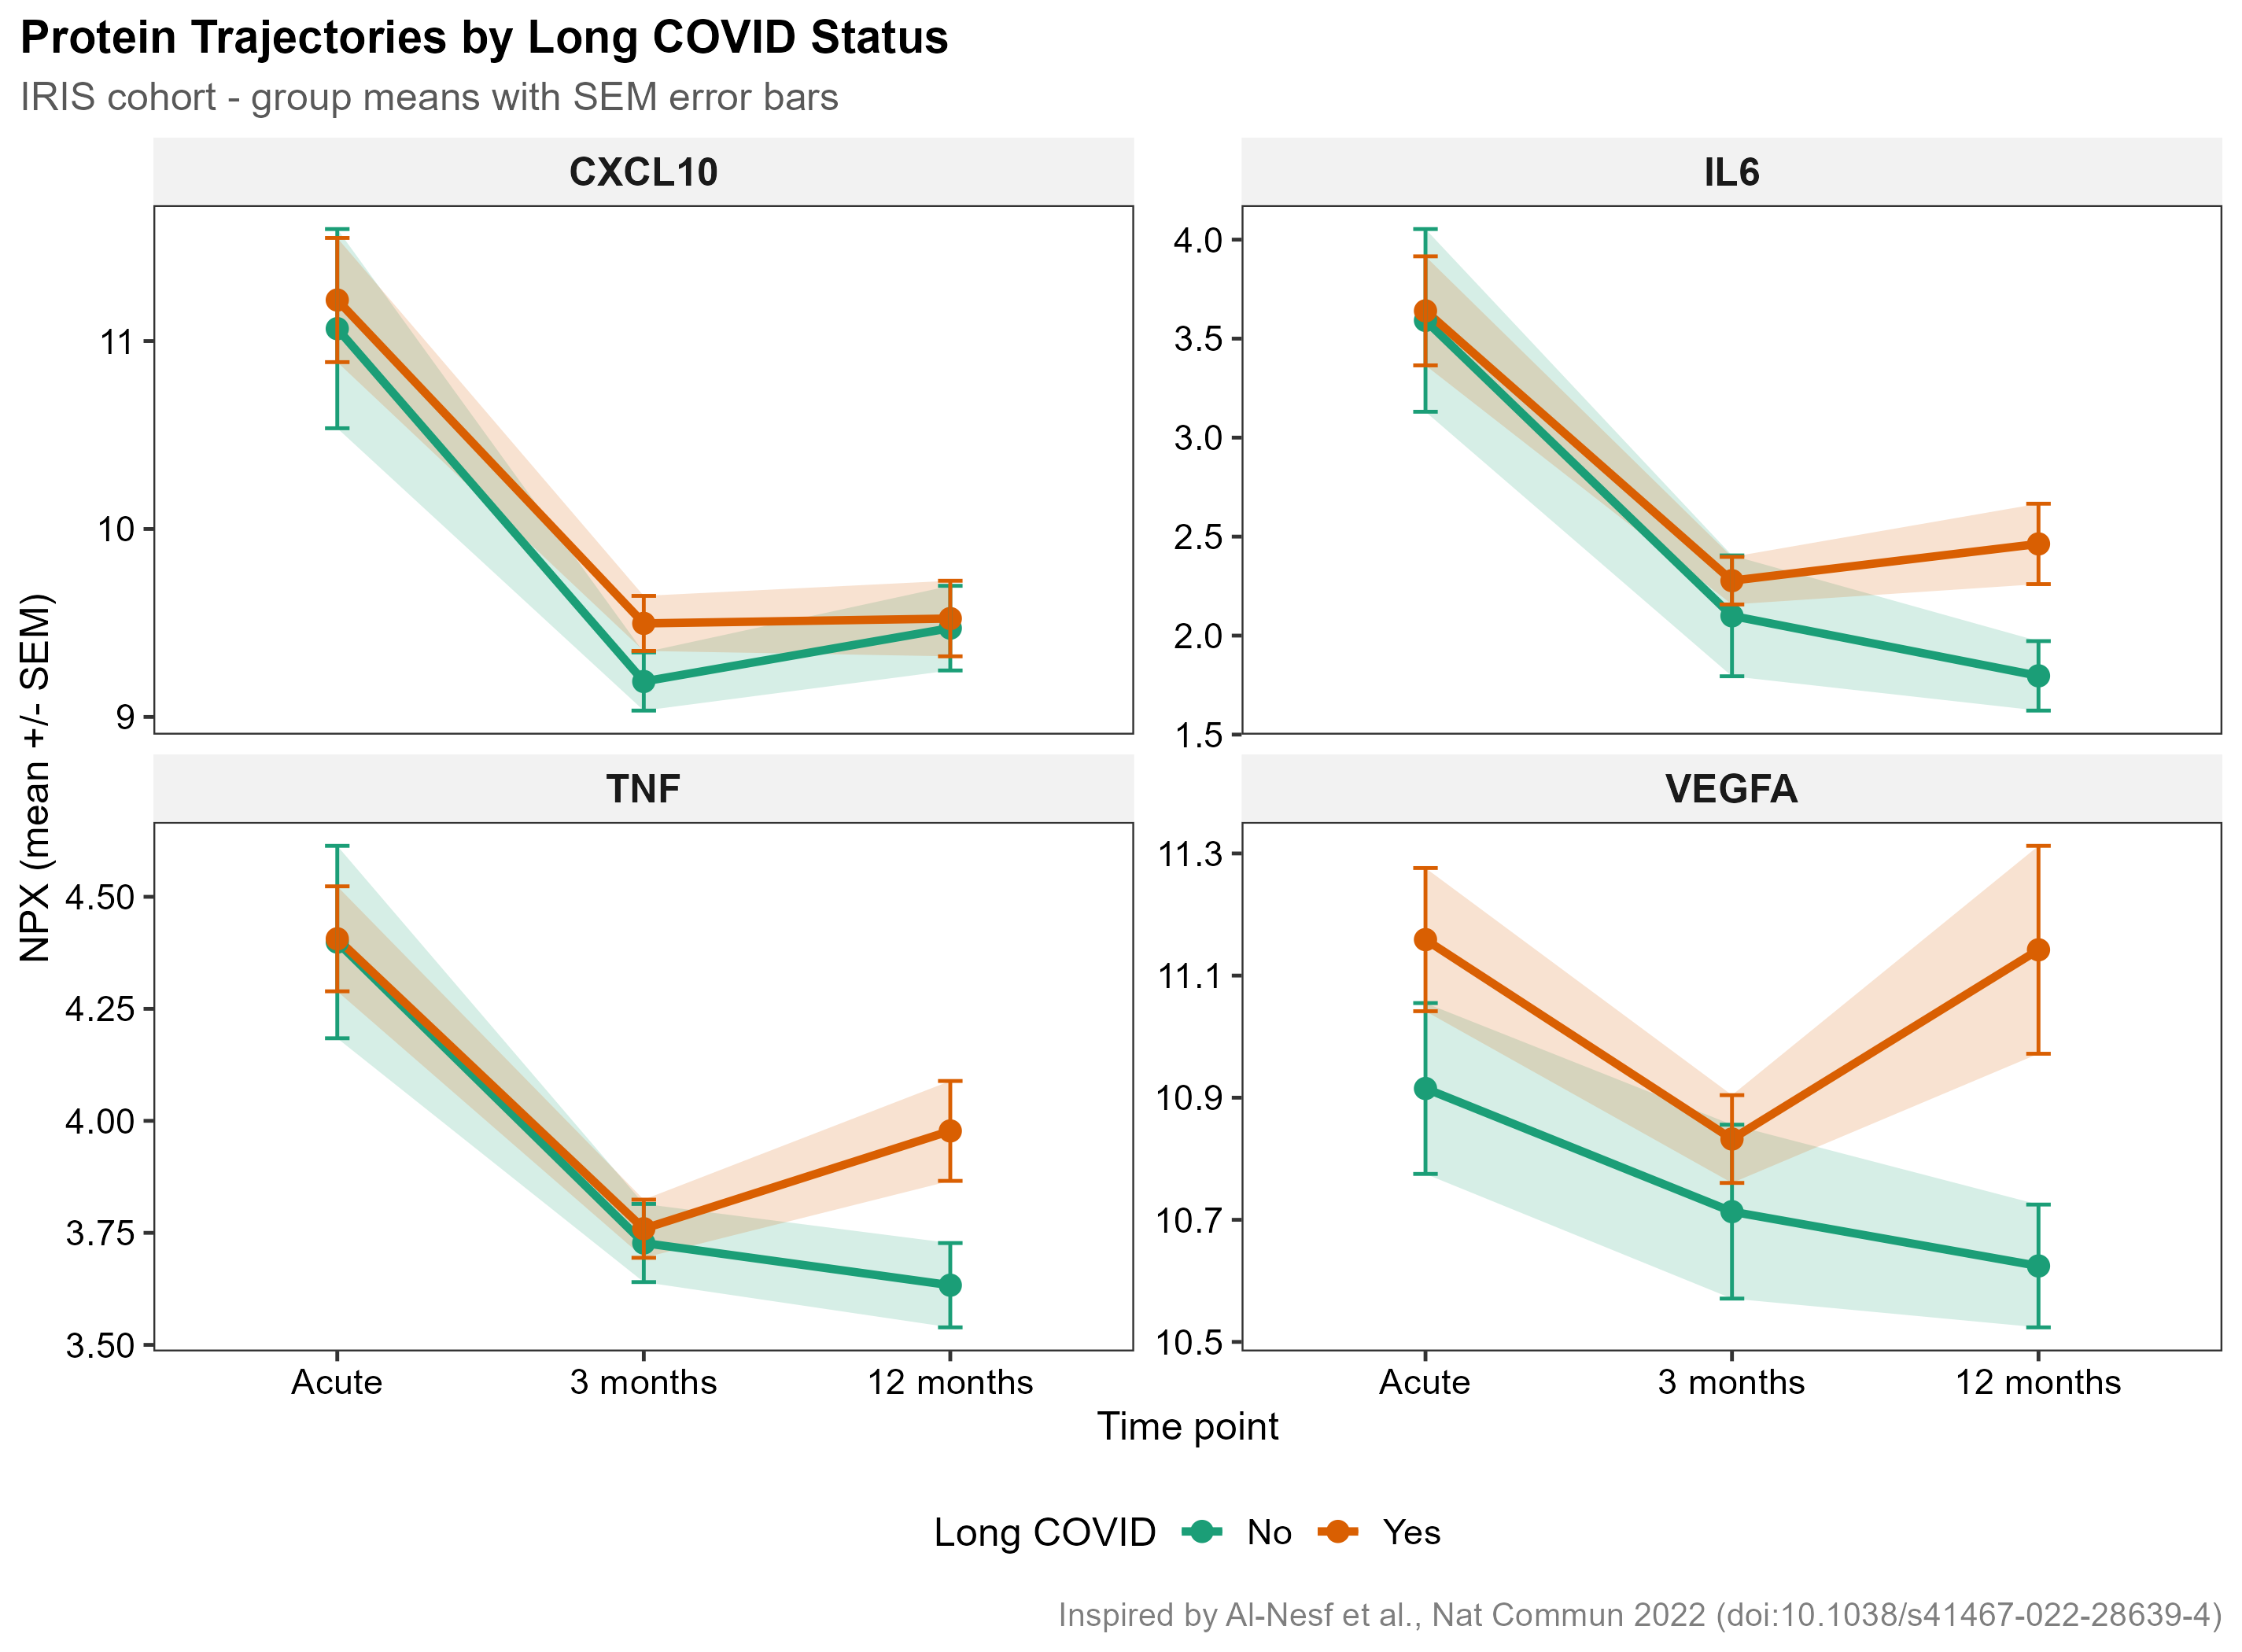 Protein Trajectories by Long COVID Status
IRIS cohort - group means with SEM error bars
CXCL10
IL6
11
10
9
4.0
3.5
3.0
2.5
2.0
1.5
NPX (mean +/- SEM)
TNF
VEGFA
4.50
4.25
4.00
3.75
3.50
11.3
11.1
10.9
10.7
10.5
Acute 3 months 12 months
Acute 3 months 12 months
Time point
Long COVID No Yes
Inspired by Al-Nesf et al., Nat Commun 2022 (doi:10.1038/s41467-022-28639-4)